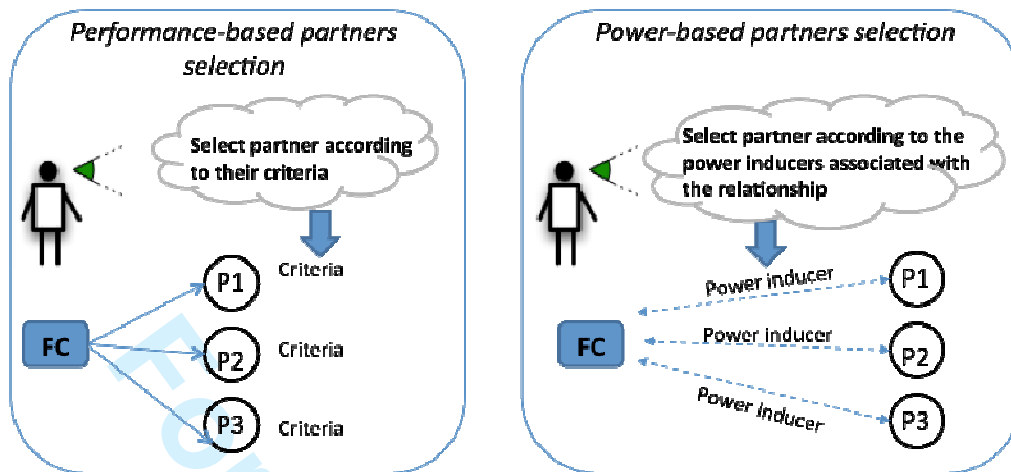 Performance-based partners
selection
Select partner according
to their criteria
P1
Criteria
FC
P2
Criteria
P3
Criteria
For
Power-based partners selection
Select partner according to the
power inducers associated with
the relationship
Power inducer
P1
FC
Power inducer
P2
Power inducer
P3